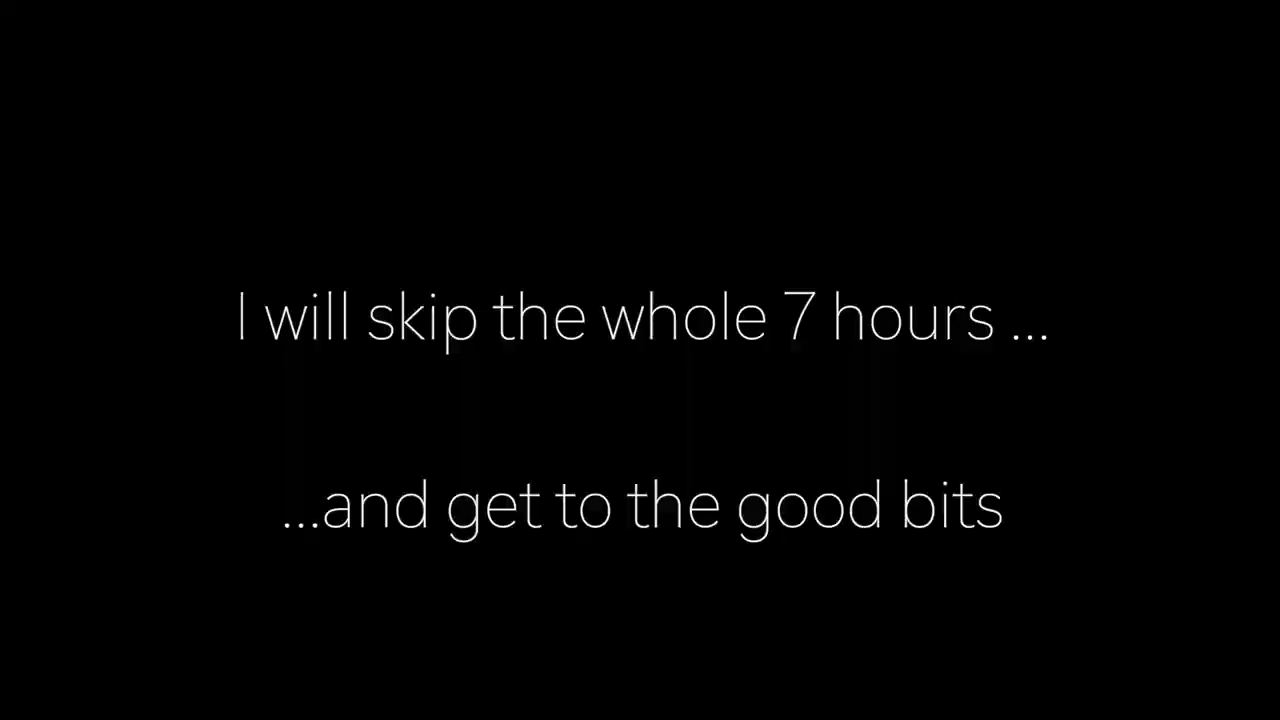 I will skip the whole 7 hours ...
...and get to the good bits